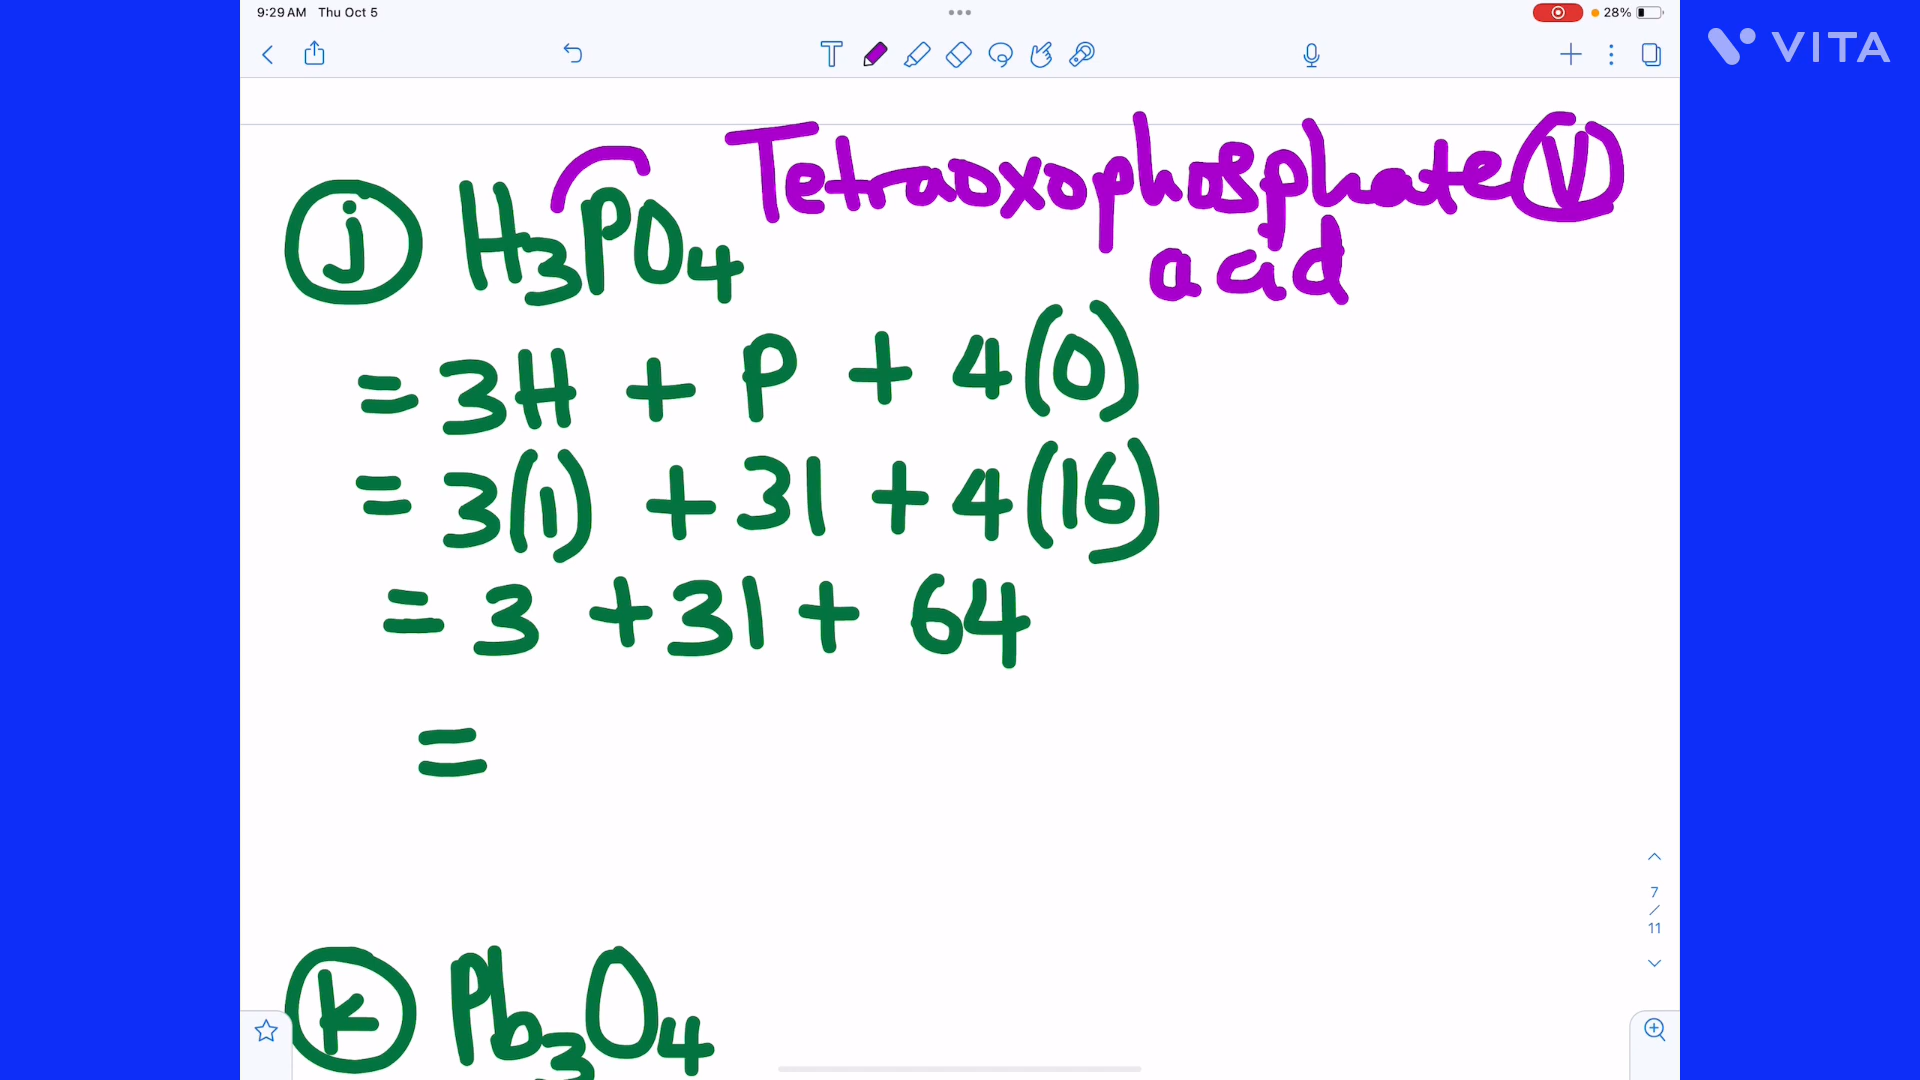 9:29 AM Thu Oct 5
28%
VITA
T
Tetraoxophosphate(V)
acid
j H₃PO₄
= 3H + P + 4(O)
= 3(1) + 31 + 4(16)
= 3 + 31 + 64
=
7
/
11
k Pb₃O₄